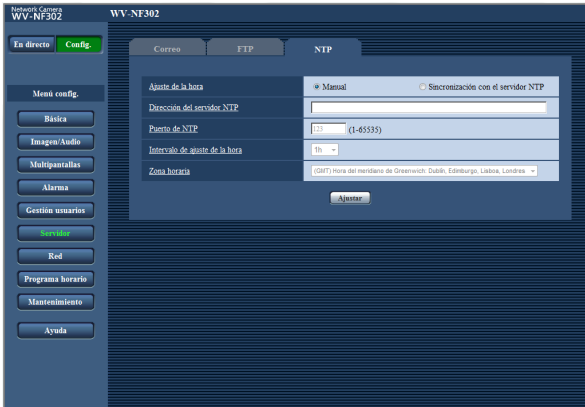 Network Camera
WV-NF302
WV-NF302
En directo Config.
Correo FTP NTP
Menú config.
Ajuste de la hora Manual Sincronización con el servidor NTP
Dirección del servidor NTP
Básica
Puerto de NTP 123 (1-65535)
Imagen/Audio
Intervalo de ajuste de la hora 1h
Multipantallas
Zona horaria (GMT) Hora del meridiano de Greenwich: Dublín, Edimburgo, Lisboa, Londres
Alarma
Ajustar
Gestión usuarios
Servidor
Red
Programa horario
Mantenimiento
Ayuda